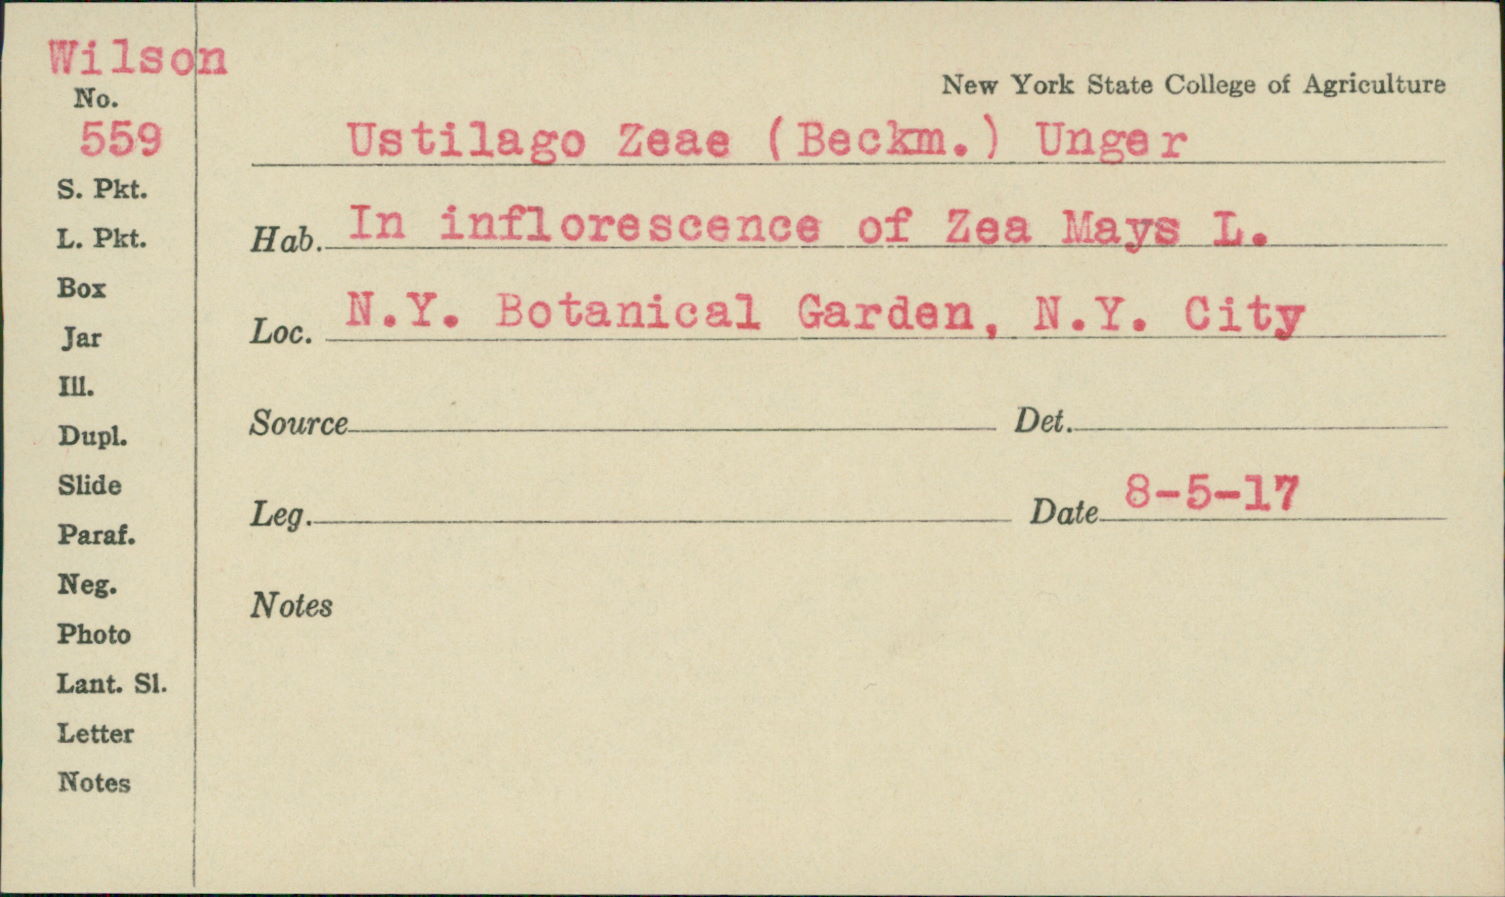 Wilson
New York State College of Agriculture
No.
559
Ustilago Zeae (Beckm.) Unger
S. Pkt.
L. Pkt.
Hab. In inflorescence of Zea Mays L.
Box
Loc. N.Y. Botanical Garden, N.Y. City
Jar
Ill.
Source Det.
Dupl.
Slide
Leg. Date 8-5-17
Paraf.
Neg.
Notes
Photo
Lant. Sl.
Letter
Notes